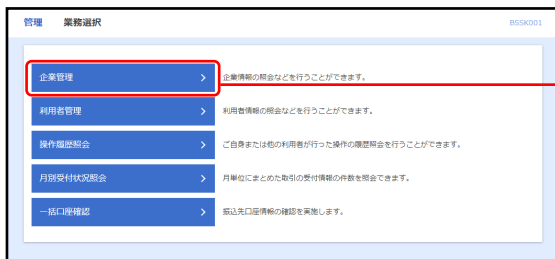 管理 業務選択 BSSK001
企業管理 企業情報の照会などを行うことができます。
利用者管理 利用者情報の照会などを行うことができます。
操作履歴照会 ご自身または他の利用者が行った操作の履歴照会を行うことができます。
月別受付状況照会 月単位にまとめた取引の受付情報の件数を照会できます。
一括口座確認 振込先口座情報の確認を実施します。